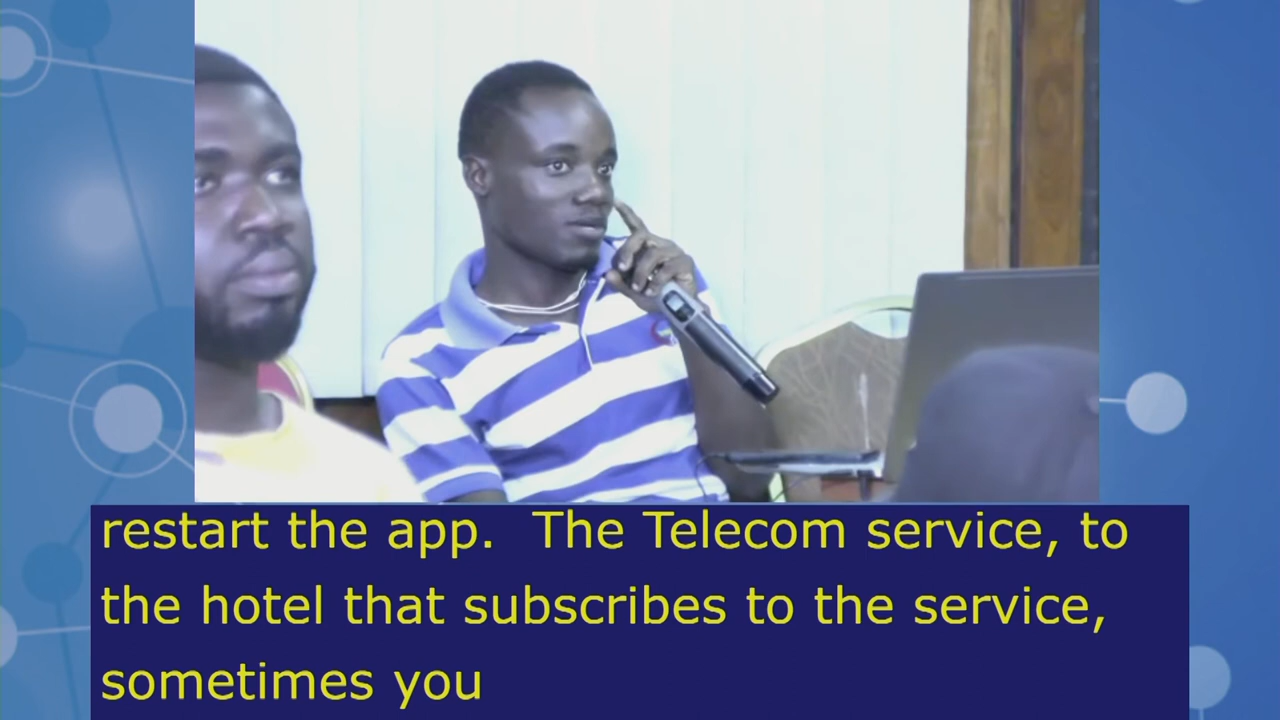 restart the app.  The Telecom service, to
the hotel that subscribes to the service,
sometimes you